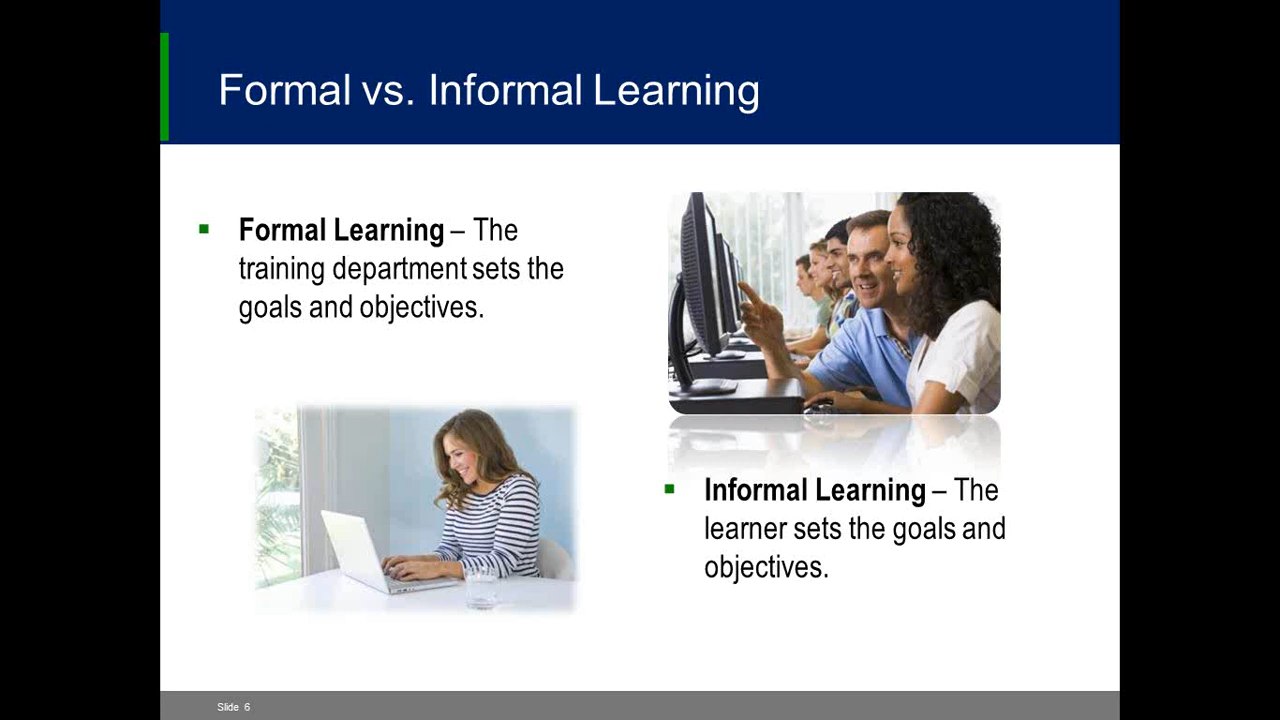 Formal vs. Informal Learning
Formal Learning – The
training department sets the
goals and objectives.
Informal Learning – The
learner sets the goals and
objectives.
Slide 6